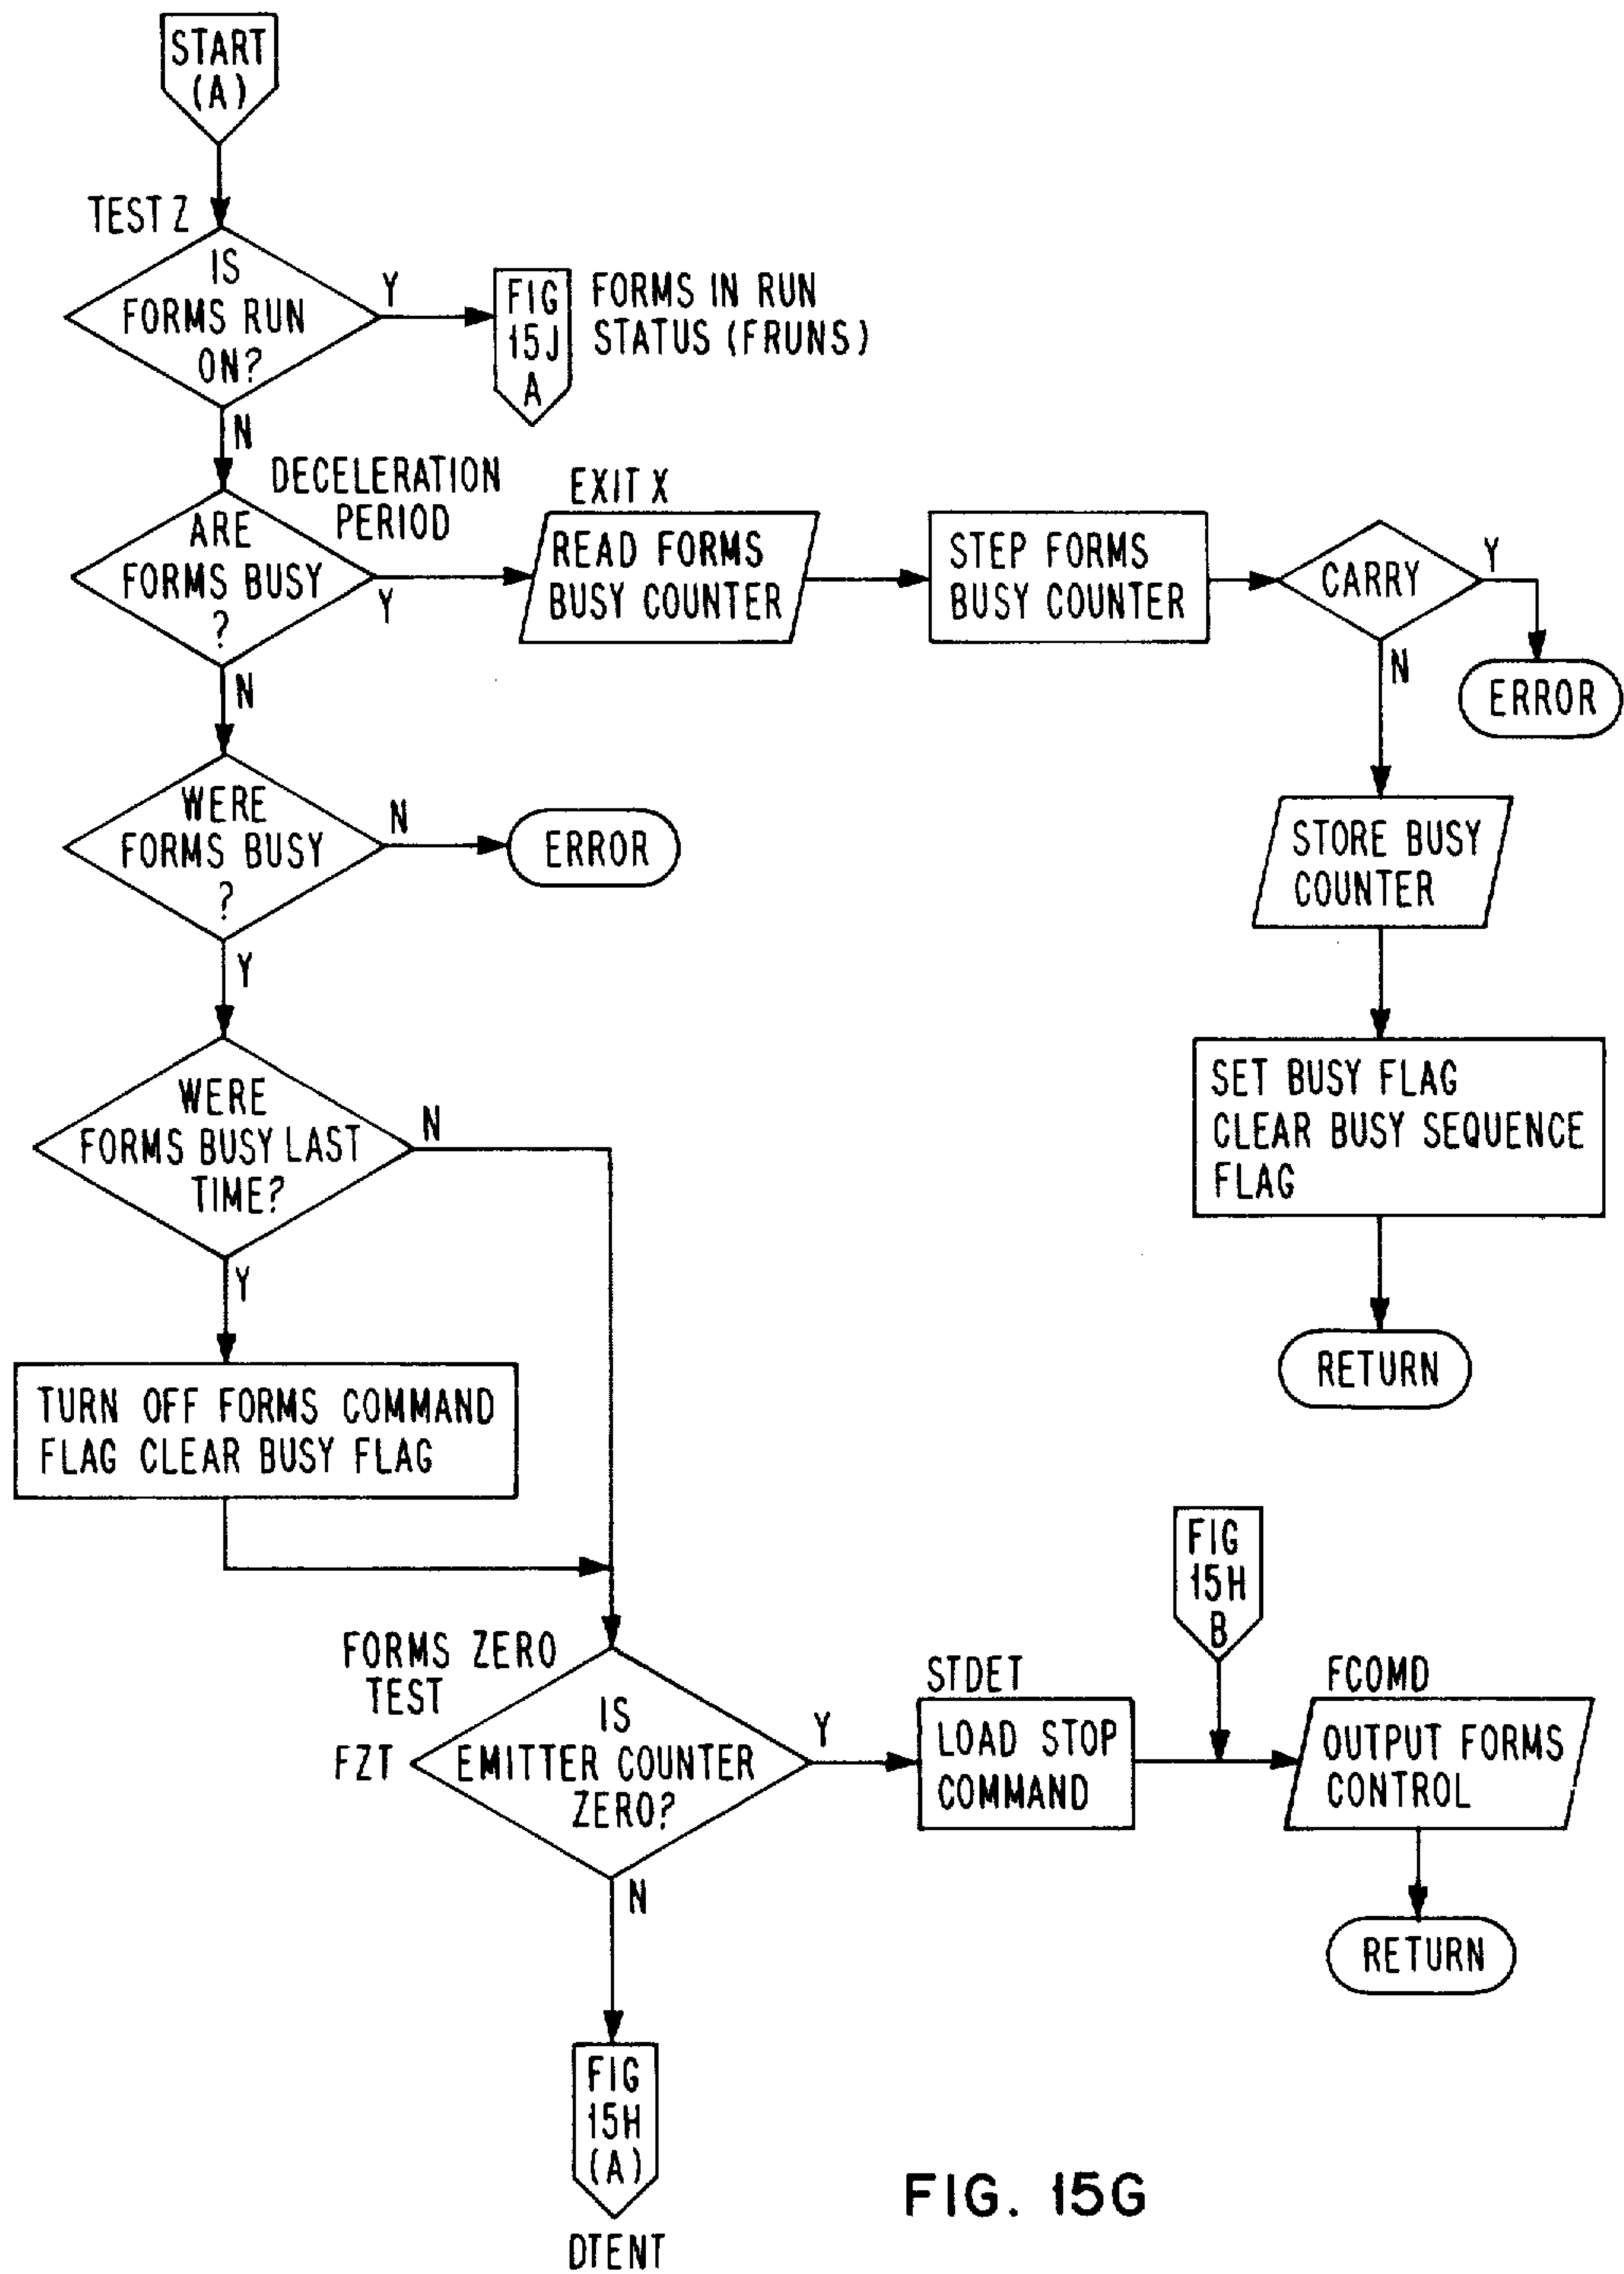 START
(A)
TEST Z
IS
FORMS RUN
ON?
Y
FIG
15J
A
FORMS IN RUN
STATUS (FRUNS)
N
DECELERATION
PERIOD
ARE
FORMS BUSY
?
Y
EXIT X
READ FORMS
BUSY COUNTER
STEP FORMS
BUSY COUNTER
CARRY
Y
ERROR
N
STORE BUSY
COUNTER
SET BUSY FLAG
CLEAR BUSY SEQUENCE
FLAG
RETURN
N
WERE
FORMS BUSY
?
N
ERROR
Y
WERE
FORMS BUSY LAST
TIME?
N
Y
TURN OFF FORMS COMMAND
FLAG CLEAR BUSY FLAG
FORMS ZERO
TEST
FZT
IS
EMITTER COUNTER
ZERO?
Y
STDET
LOAD STOP
COMMAND
FIG
15H
B
FCOMD
OUTPUT FORMS
CONTROL
RETURN
N
FIG
15H
(A)
DTENT
FIG. 15G